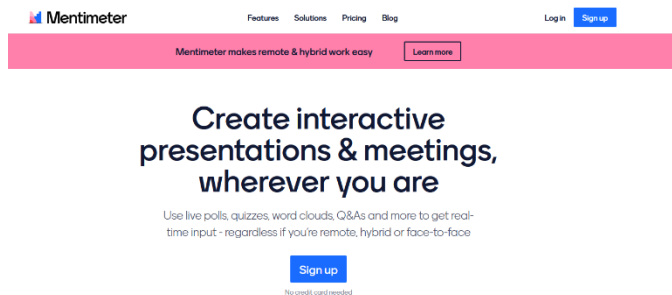 Mentimeter
Features Solutions Pricing Blog
Log in Sign up
Mentimeter makes remote & hybrid work easy Learn more
Create interactive
presentations & meetings,
wherever you are
Use live polls, quizzes, word clouds, Q&As and more to get real-
time input - regardless if you're remote, hybrid or face-to-face
Sign up
No credit card needed